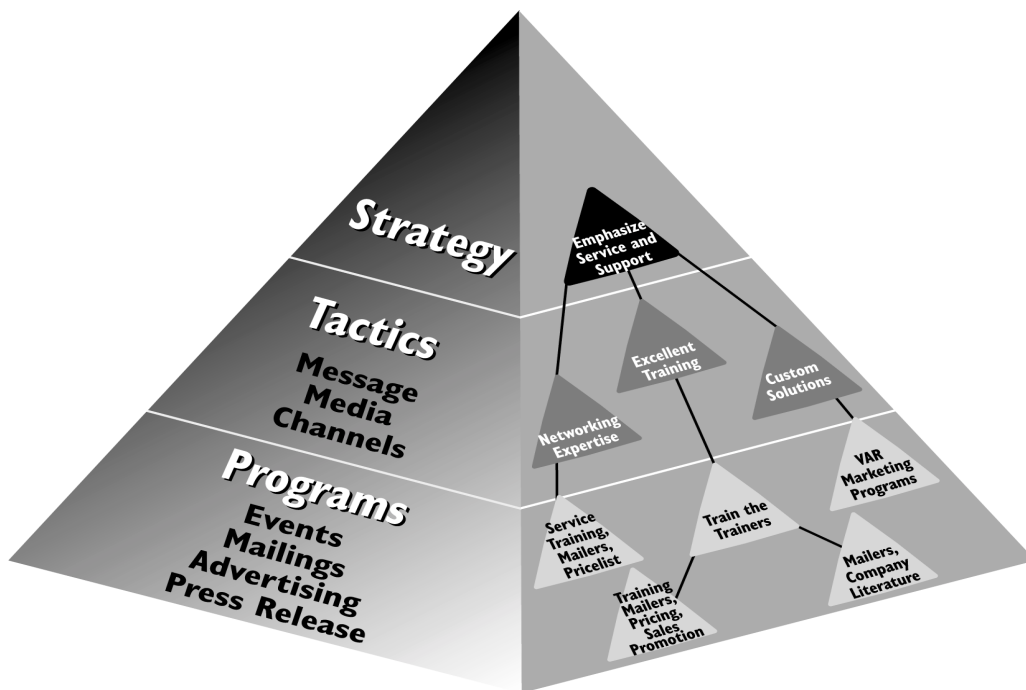 Strategy
Tactics
Message
Media
Channels
Programs
Events
Mailings
Advertising
Press Release
Emphasize
Service and
Support
Networking
Expertise
Excellent
Training
Custom
Solutions
Service
Training,
Mailers,
Pricelist
Train the
Trainers
VAR
Marketing
Programs
Training
Mailers,
Pricing,
Sales
Promotion
Mailers,
Company
Literature